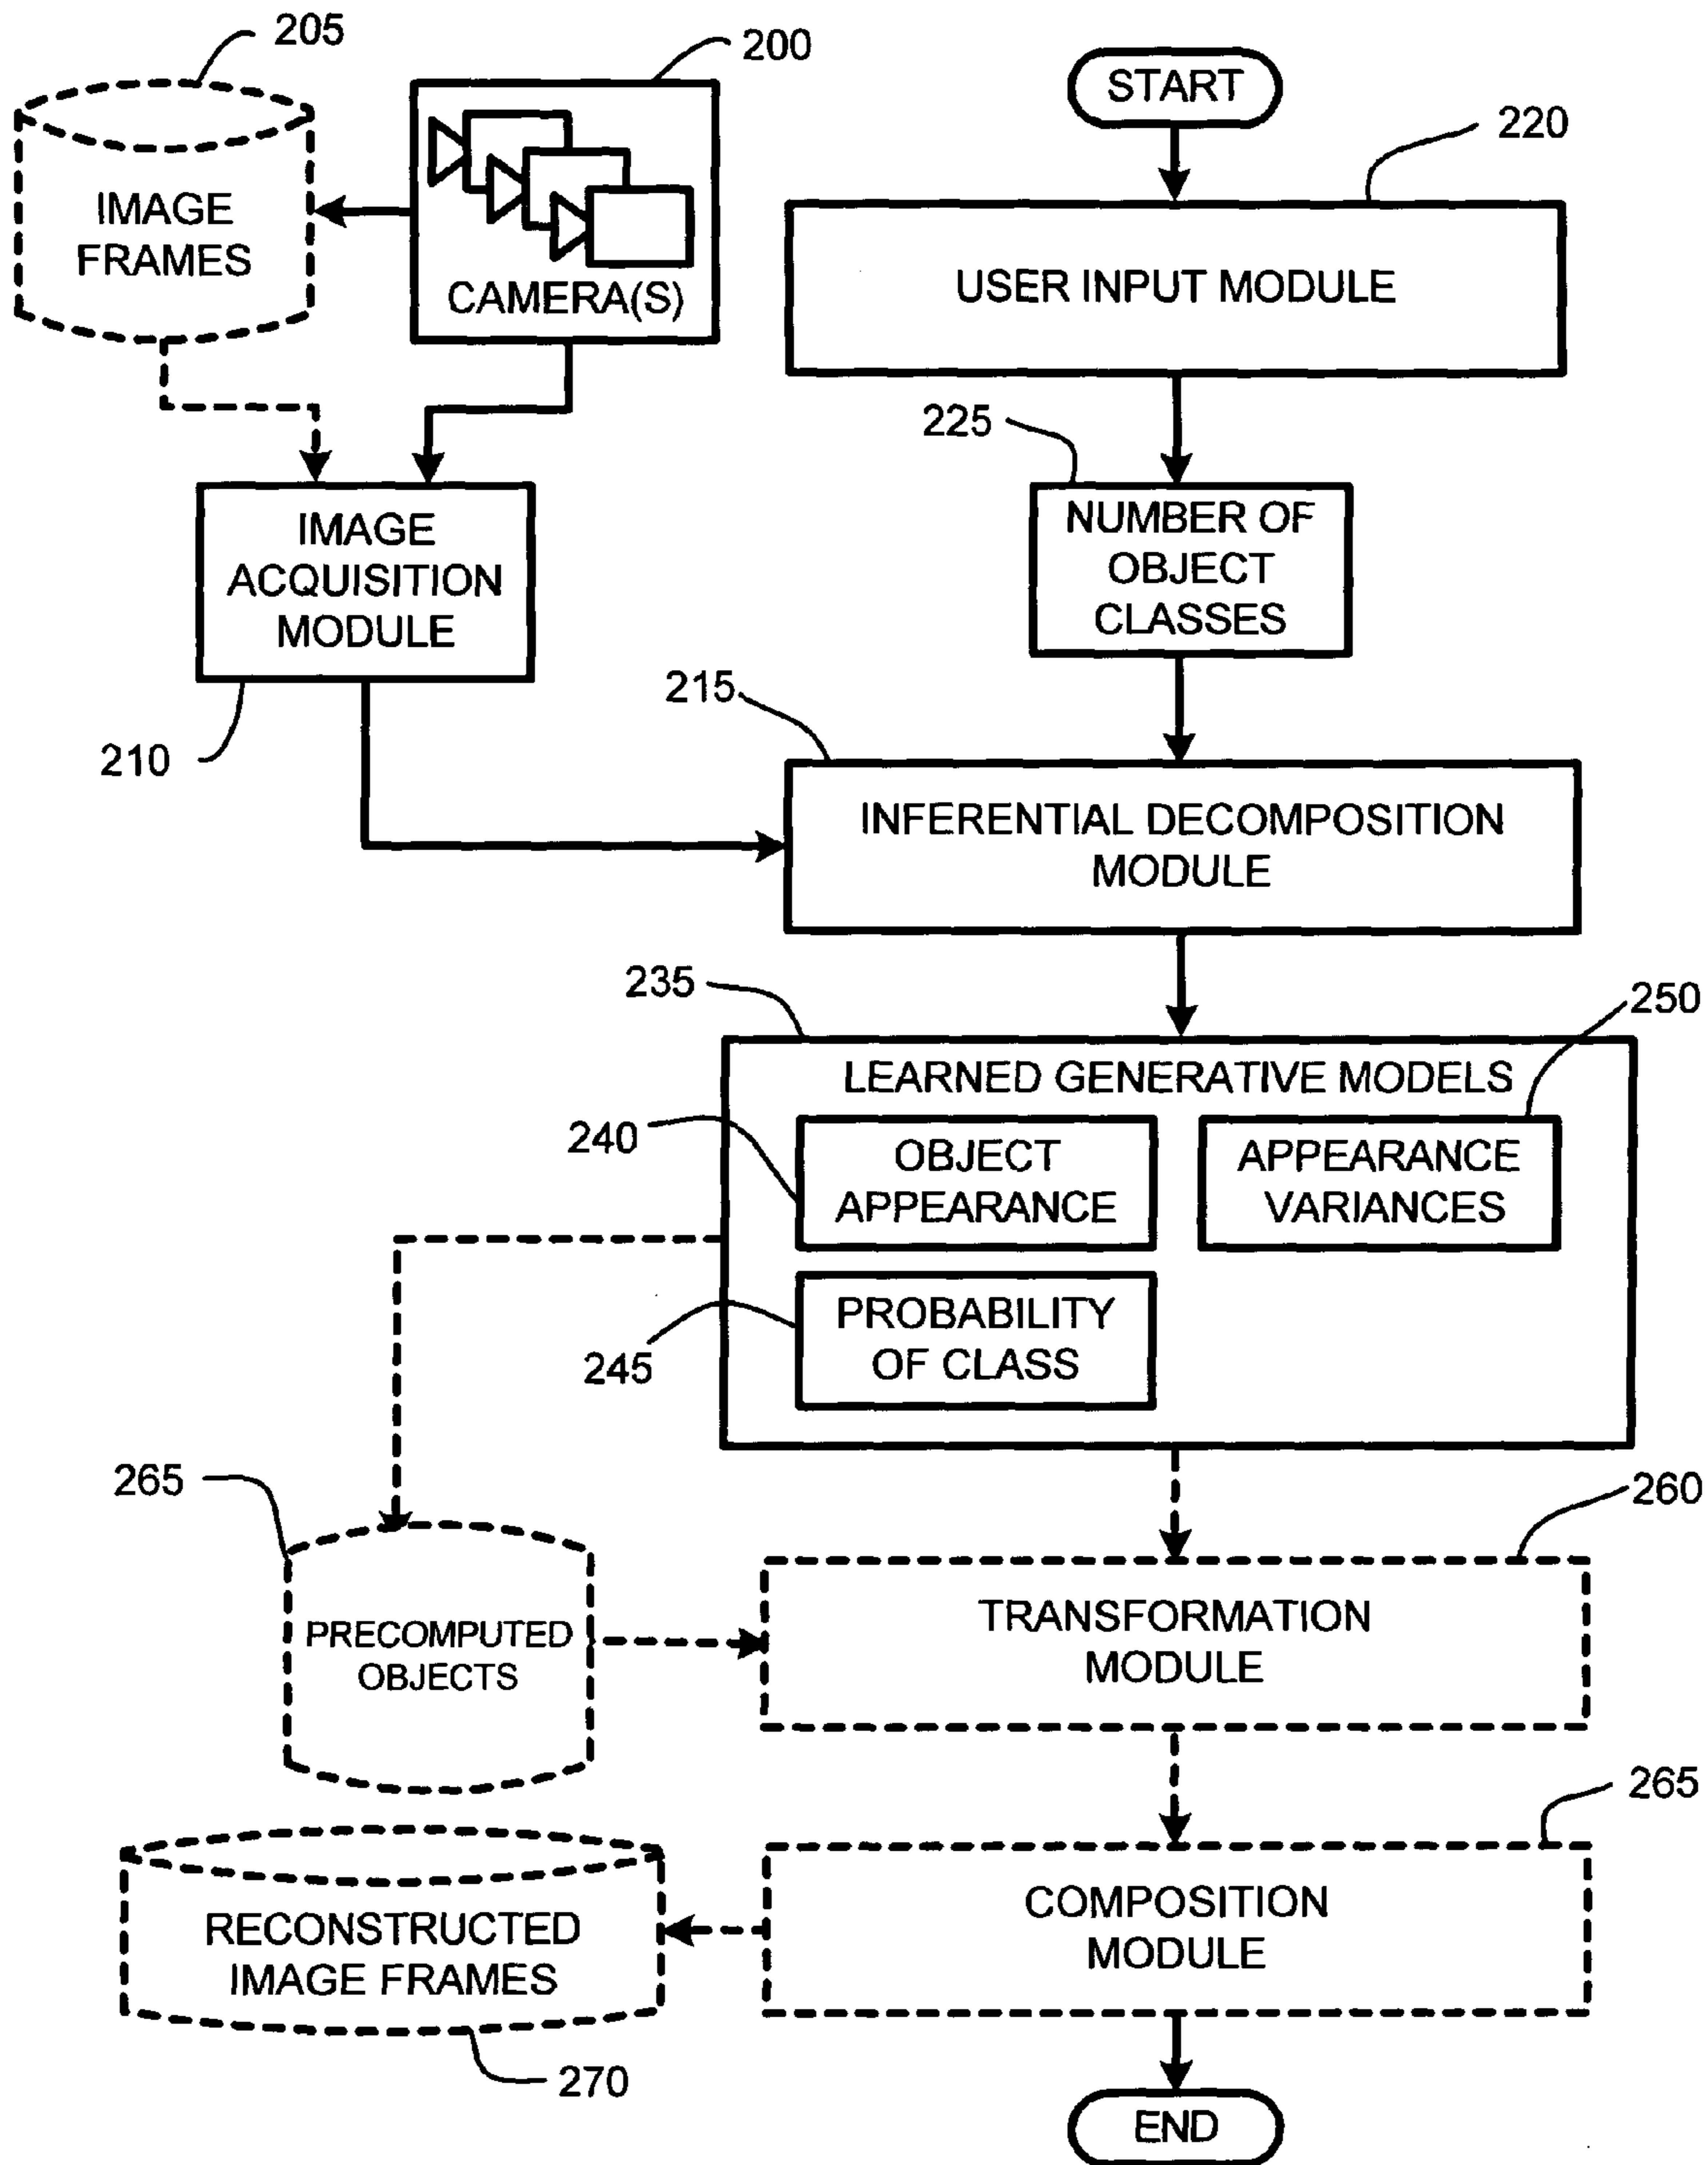 205
200
START
220
IMAGE
FRAMES
CAMERA(S)
USER INPUT MODULE
225
IMAGE
ACQUISITION
MODULE
NUMBER OF
OBJECT
CLASSES
210
215
INFERENTIAL DECOMPOSITION
MODULE
235
250
LEARNED GENERATIVE MODELS
240
OBJECT
APPEARANCE
APPEARANCE
VARIANCES
245
PROBABILITY
OF CLASS
265
260
PRECOMPUTED
OBJECTS
TRANSFORMATION
MODULE
265
RECONSTRUCTED
IMAGE FRAMES
COMPOSITION
MODULE
270
END